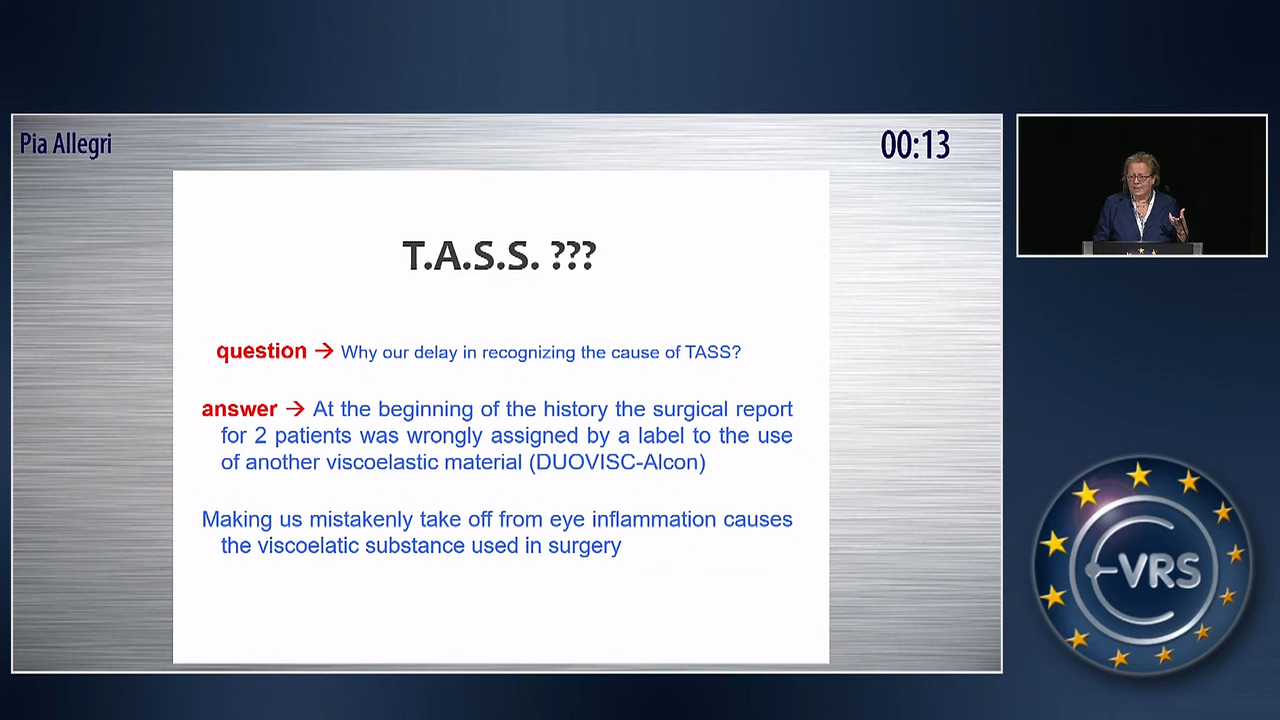 Pia Allegri
00:13
T.A.S.S. ???
question → Why our delay in recognizing the cause of TASS?
answer → At the beginning of the history the surgical report
for 2 patients was wrongly assigned by a label to the use
of another viscoelastic material (DUOVISC-Alcon)
Making us mistakenly take off from eye inflammation causes
the viscoelatic substance used in surgery
E-VRS